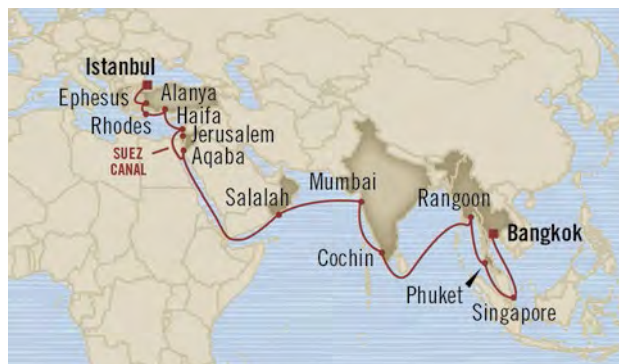 Istanbul
Ephesus
Alanya
Rhodes
Haifa
Jerusalem
Aqaba
SUEZ
CANAL
Salalah
Mumbai
Rangoon
Cochin
Bangkok
Phuket
Singapore